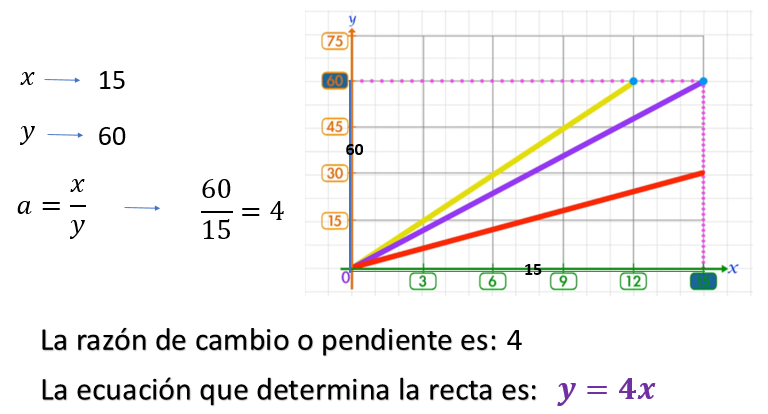 x → 15
y → 60
a = x/y → 60/15 = 4
y
75
60
45
60
30
15
0
3
6
15
9
12
x
La razón de cambio o pendiente es: 4
La ecuación que determina la recta es: y = 4x